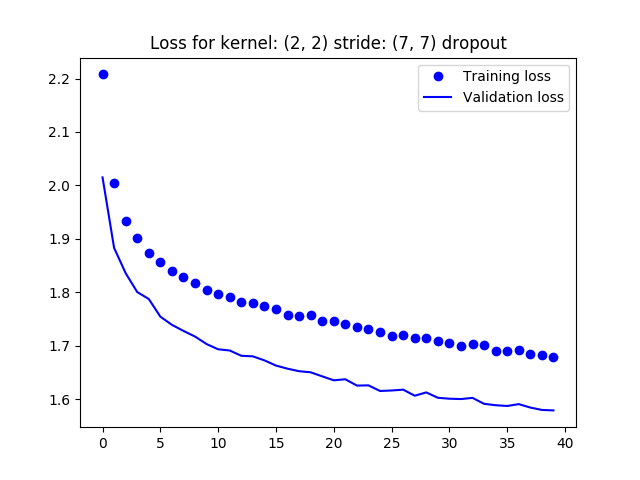 Loss for kernel: (2, 2) stride: (7, 7) dropout
Training loss
Validation loss
2.2
2.1
2.0
1.9
1.8
1.7
1.6
0 5 10 15 20 25 30 35 40